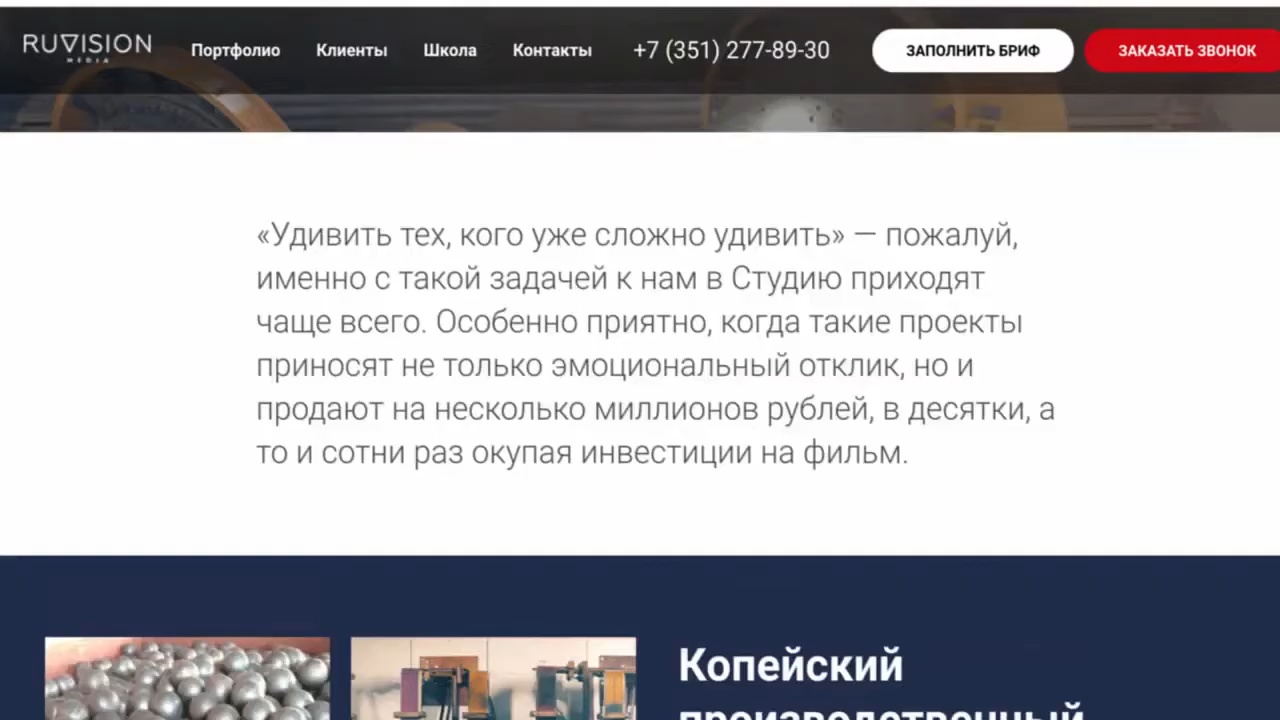 RUVISION
MEDIA
Портфолио
Клиенты
Школа
Контакты
+7 (351) 277-89-30
ЗАПОЛНИТЬ БРИФ
ЗАКАЗАТЬ ЗВОНОК
«Удивить тех, кого уже сложно удивить» — пожалуй,
именно с такой задачей к нам в Студию приходят
чаще всего. Особенно приятно, когда такие проекты
приносят не только эмоциональный отклик, но и
продают на несколько миллионов рублей, в десятки, а
то и сотни раз окупая инвестиции на фильм.
Копейский
производственный